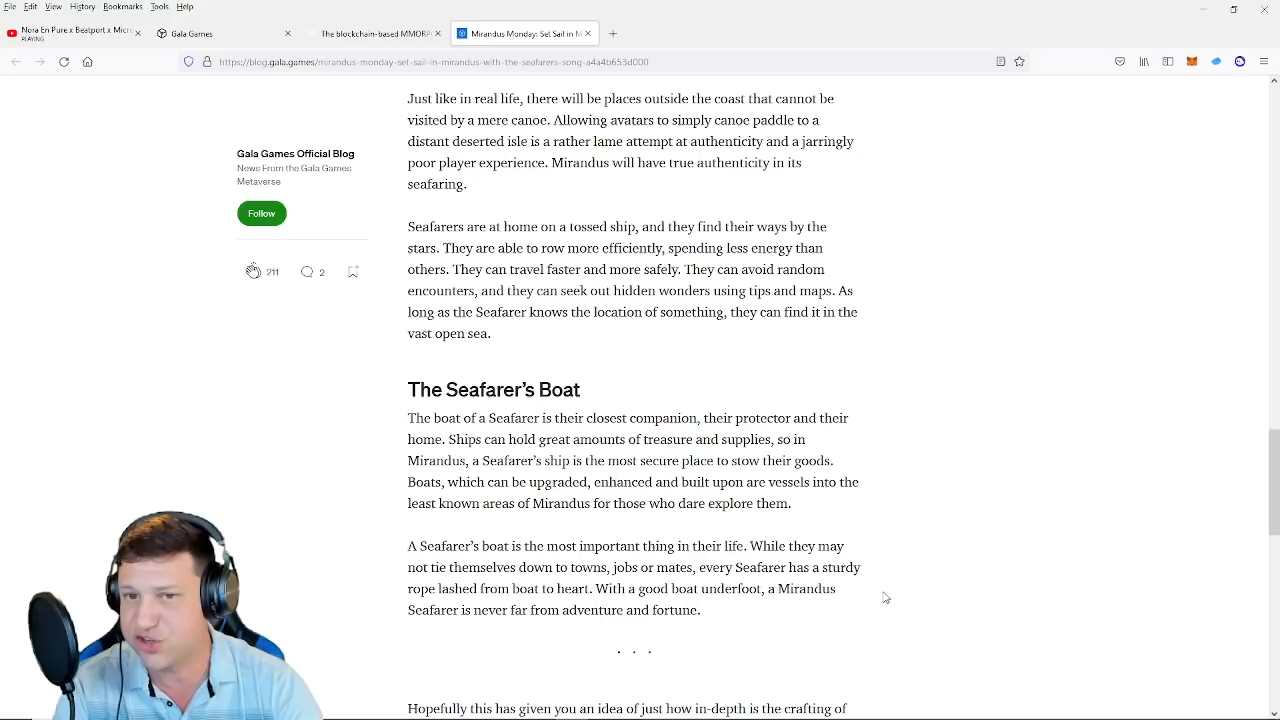 File Edit View History Bookmarks Tools Help
Nora En Pure x Beatport x Micr
PLAYING
Gala Games
The blockchain-based MMORP
Mirandus Monday: Set Sail in M
https://blog.gala.games/mirandus-monday-set-sail-in-mirandus-with-the-seafarers-song-a4a4b653d000
Gala Games Official Blog
News From the Gala Games
Metaverse
Follow
211
2
Just like in real life, there will be places outside the coast that cannot be
visited by a mere canoe. Allowing avatars to simply canoe paddle to a
distant deserted isle is a rather lame attempt at authenticity and a jarringly
poor player experience. Mirandus will have true authenticity in its
seafaring.
Seafarers are at home on a tossed ship, and they find their ways by the
stars. They are able to row more efficiently, spending less energy than
others. They can travel faster and more safely. They can avoid random
encounters, and they can seek out hidden wonders using tips and maps. As
long as the Seafarer knows the location of something, they can find it in the
vast open sea.
The Seafarer’s Boat
The boat of a Seafarer is their closest companion, their protector and their
home. Ships can hold great amounts of treasure and supplies, so in
Mirandus, a Seafarer’s ship is the most secure place to stow their goods.
Boats, which can be upgraded, enhanced and built upon are vessels into the
least known areas of Mirandus for those who dare explore them.
A Seafarer’s boat is the most important thing in their life. While they may
not tie themselves down to towns, jobs or mates, every Seafarer has a sturdy
rope lashed from boat to heart. With a good boat underfoot, a Mirandus
Seafarer is never far from adventure and fortune.
. . .
Hopefully this has given you an idea of just how in-depth is the crafting of